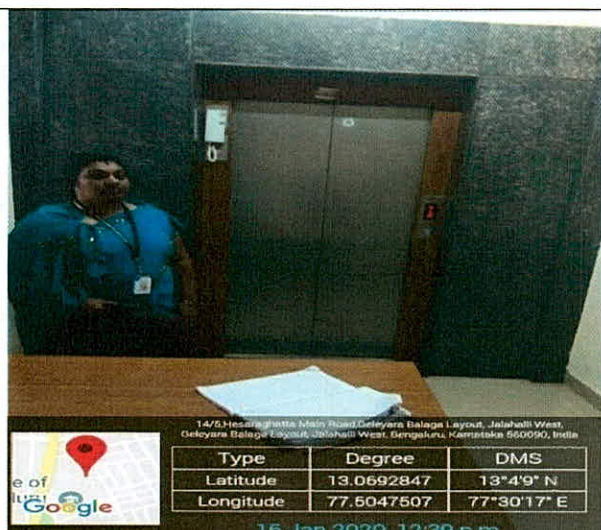 14/5,Hesaraghatta Main Road,Geleyara Balaga Layout, Jalahalli West,
Geleyara Balaga Layout, Jalahalli West, Bengaluru, Karnataka 560090, India
Type Degree DMS
Latitude 13.0692847 13°4'9" N
Longitude 77.5047507 77°30'17" E
e of
Google